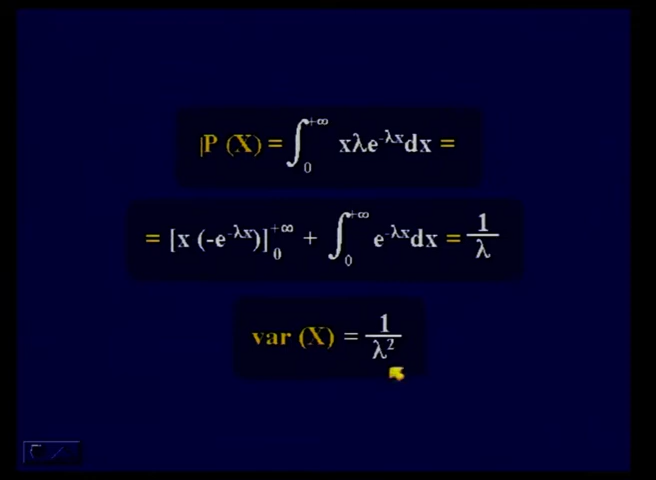 ℙ (X) = ∫₀⁺∞ xλe⁻λx dx =
= [x (-e⁻λx)]₀⁺∞ + ∫₀⁺∞ e⁻λx dx = 1/λ
var (X) = 1/λ²